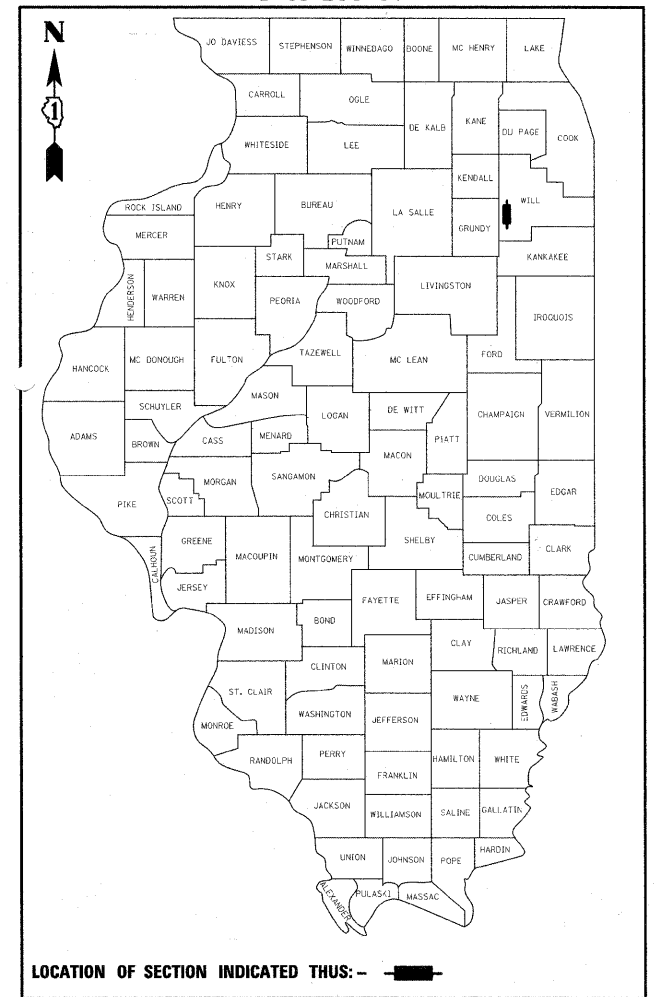 N
1
JO DAVIESS
STEPHENSON
WINNEBAGO
BOONE
MC HENRY
LAKE
CARROLL
OGLE
DE KALB
KANE
DU PAGE
COOK
WHITESIDE
LEE
KENDALL
WILL
ROCK ISLAND
HENRY
BUREAU
LA SALLE
GRUNDY
MERCER
PUTNAM
STARK
MARSHALL
KANKAKEE
HENDERSON
WARREN
KNOX
PEORIA
WOODFORD
LIVINGSTON
IROQUOIS
HANCOCK
MC DONOUGH
FULTON
TAZEWELL
MC LEAN
FORD
MASON
SCHUYLER
LOGAN
DE WITT
CHAMPAIGN
VERMILION
ADAMS
BROWN
CASS
MENARD
MACON
PIATT
MORGAN
SANGAMON
DOUGLAS
EDGAR
PIKE
SCOTT
CHRISTIAN
MOULTRIE
COLES
GREENE
MACOUPIN
MONTGOMERY
SHELBY
CUMBERLAND
CLARK
CALHOUN
JERSEY
FAYETTE
EFFINGHAM
JASPER
CRAWFORD
MADISON
BOND
CLAY
RICHLAND
LAWRENCE
CLINTON
MARION
ST. CLAIR
WAYNE
EDWARDS
WABASH
WASHINGTON
JEFFERSON
MONROE
RANDOLPH
PERRY
HAMILTON
WHITE
FRANKLIN
JACKSON
WILLIAMSON
SALINE
GALLATIN
UNION
JOHNSON
POPE
HARDIN
ALEXANDER
PULASKI
MASSAC
LOCATION OF SECTION INDICATED THUS: -